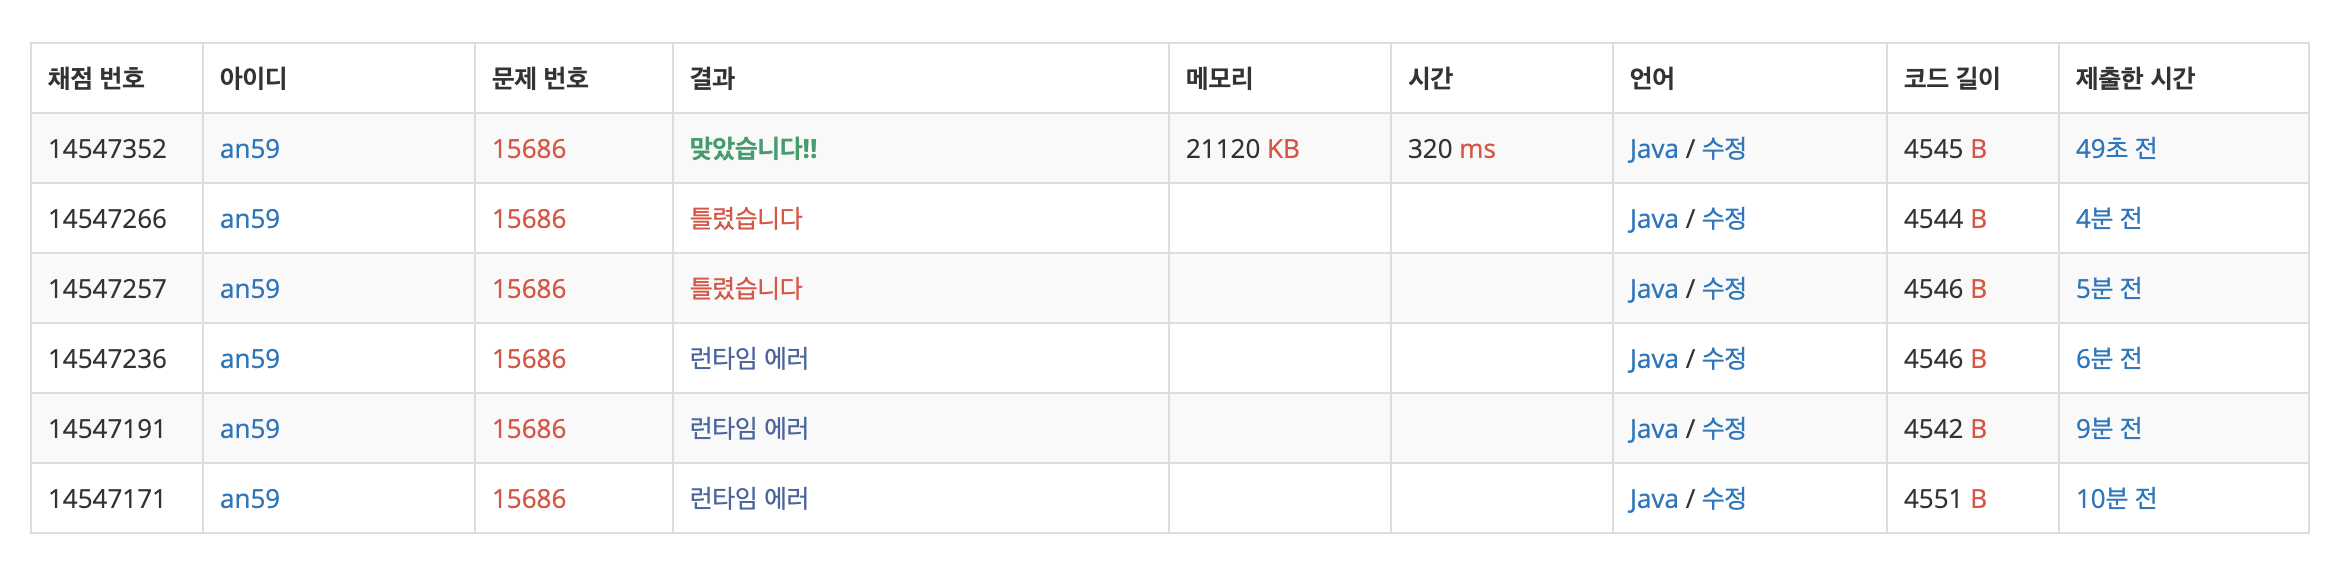 채점 번호 아이디 문제 번호 결과 메모리 시간 언어 코드 길이 제출한 시간
14547352 an59 15686 맞았습니다!! 21120 KB 320 ms Java / 수정 4545 B 49초 전
14547266 an59 15686 틀렸습니다 Java / 수정 4544 B 4분 전
14547257 an59 15686 틀렸습니다 Java / 수정 4546 B 5분 전
14547236 an59 15686 런타임 에러 Java / 수정 4546 B 6분 전
14547191 an59 15686 런타임 에러 Java / 수정 4542 B 9분 전
14547171 an59 15686 런타임 에러 Java / 수정 4551 B 10분 전